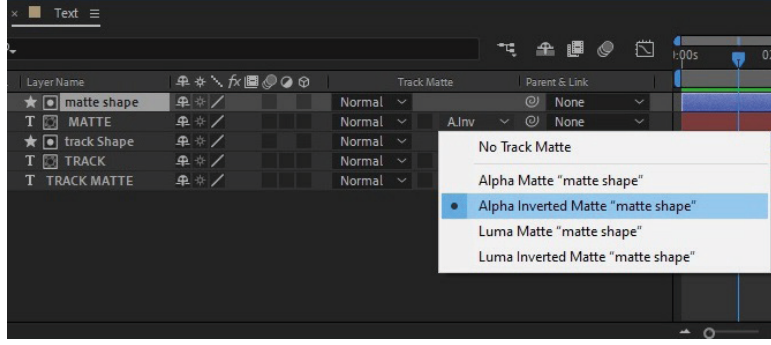 Text
:00s
Layer Name
Track Matte
Parent & Link
matte shape
Normal
None
T MATTE
Normal
A.Inv
None
track Shape
Normal
T TRACK
Normal
T TRACK MATTE
Normal
No Track Matte
Alpha Matte "matte shape"
Alpha Inverted Matte "matte shape"
Luma Matte "matte shape"
Luma Inverted Matte "matte shape"